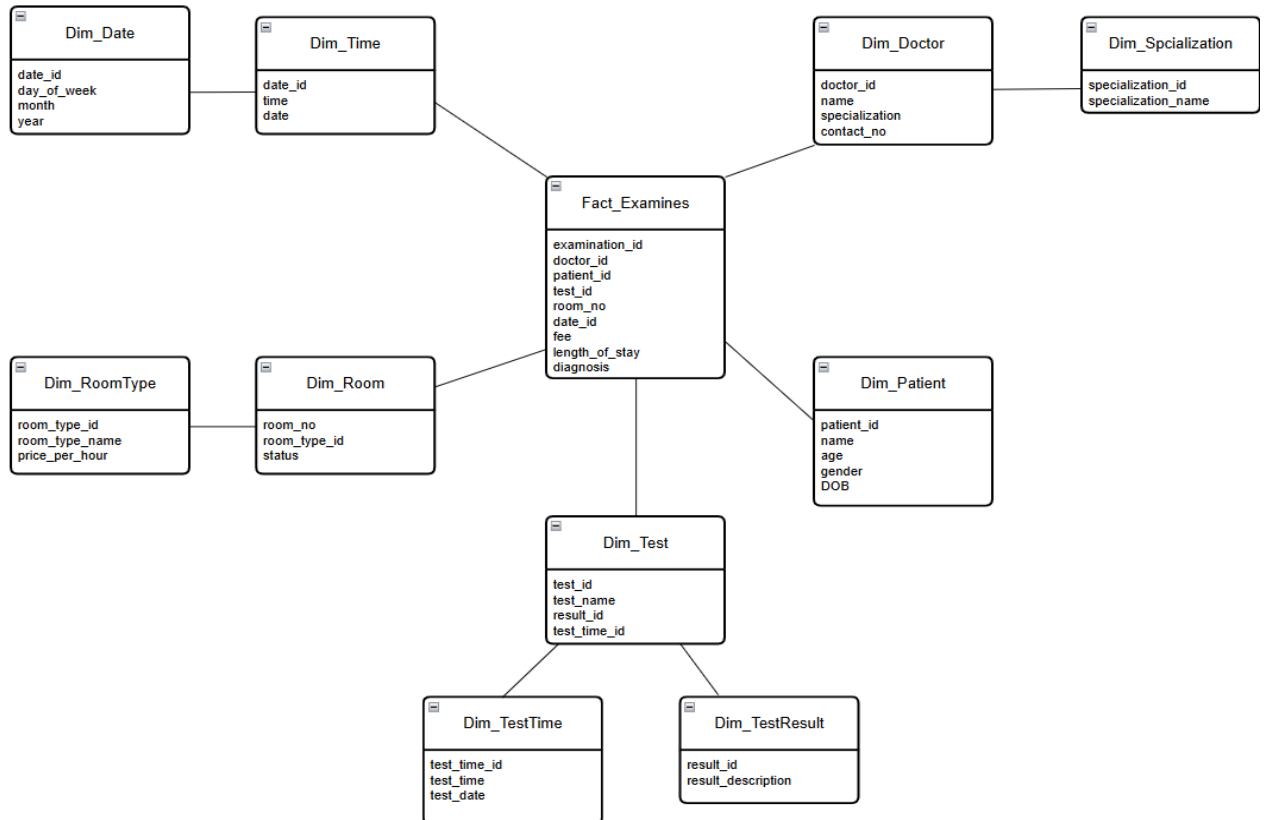 Dim_Date
date_id
day_of_week
month
year
Dim_Time
date_id
time
date
Dim_Doctor
doctor_id
name
specialization
contact_no
Dim_Spcialization
specialization_id
specialization_name
Fact_Examines
examination_id
doctor_id
patient_id
test_id
room_no
date_id
fee
length_of_stay
diagnosis
Dim_RoomType
room_type_id
room_type_name
price_per_hour
Dim_Room
room_no
room_type_id
status
Dim_Patient
patient_id
name
age
gender
DOB
Dim_Test
test_id
test_name
result_id
test_time_id
Dim_TestTime
test_time_id
test_time
test_date
Dim_TestResult
result_id
result_description